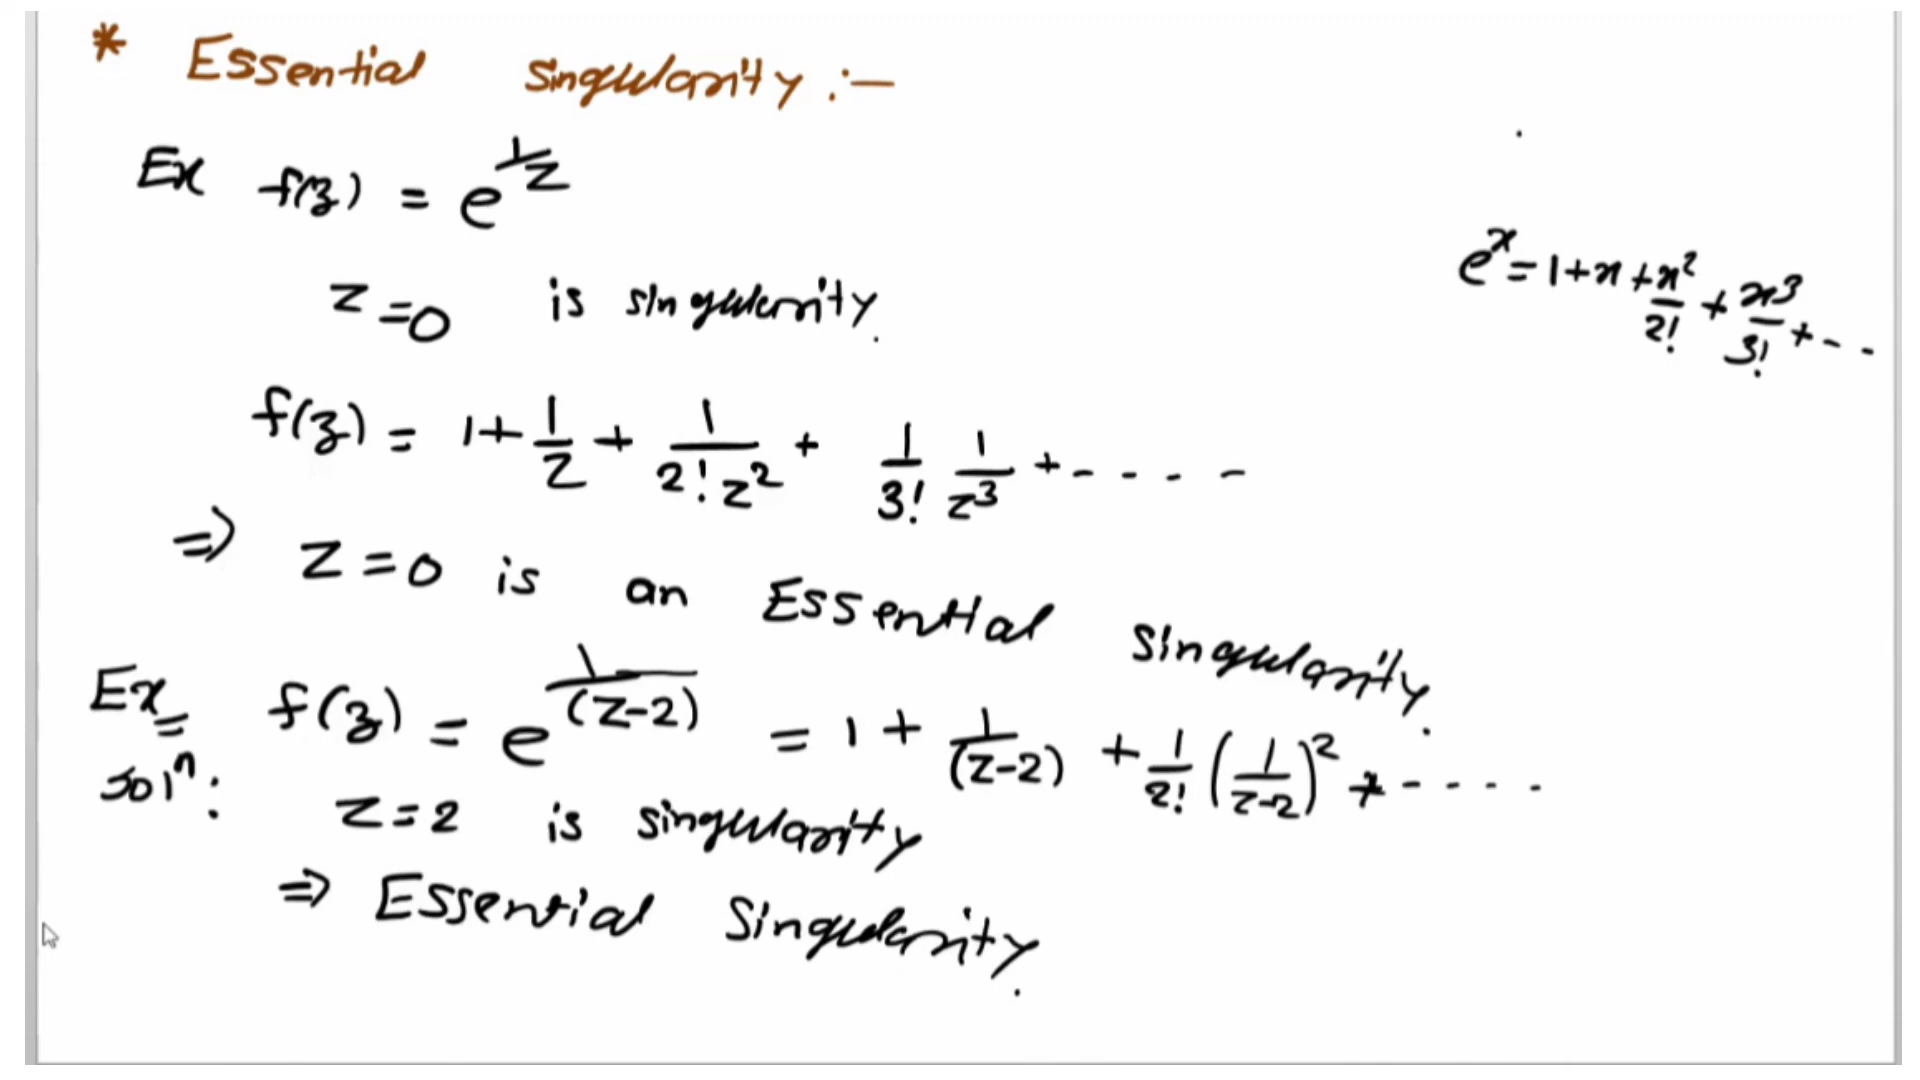 * Essential Singularity :-
Ex f(z) = e^{1/z}
z=0 is singularity.
e^x = 1+x+x²/2! + x³/3! + - -
f(z) = 1+ 1/z + 1/(2! z²) + 1/3! 1/z³ + - - - -
⇒ z=0 is an Essential Singularity.
Ex f(z) = e^{1/(z-2)} = 1 + 1/(z-2) + 1/2! (1/(z-2))² + - - - -
Solⁿ: z=2 is singularity
⇒ Essential Singularity.